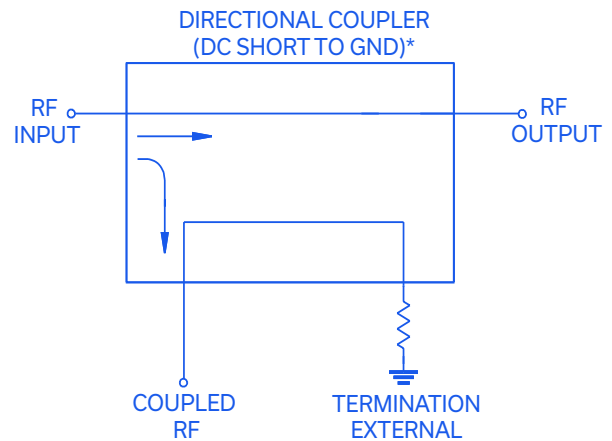 DIRECTIONAL COUPLER
(DC SHORT TO GND)*
RF
INPUT
RF
OUTPUT
COUPLED
RF
TERMINATION
EXTERNAL